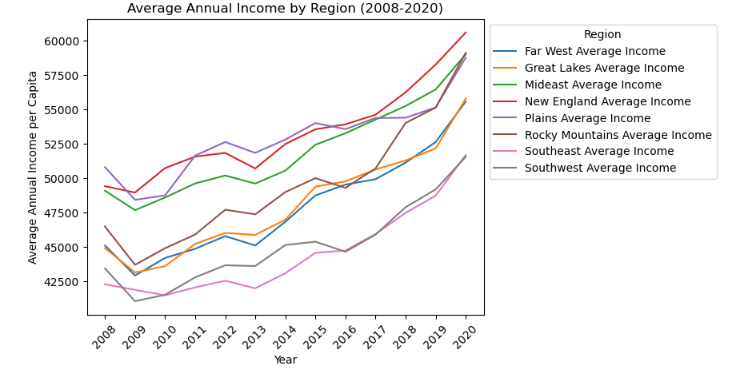 Average Annual Income by Region (2008-2020)
Average Annual Income per Capita
60000
57500
55000
52500
50000
47500
45000
42500
2008
2009
2010
2011
2012
2013
2014
2015
2016
2017
2018
2019
2020
Year
Region
Far West Average Income
Great Lakes Average Income
Mideast Average Income
New England Average Income
Plains Average Income
Rocky Mountains Average Income
Southeast Average Income
Southwest Average Income